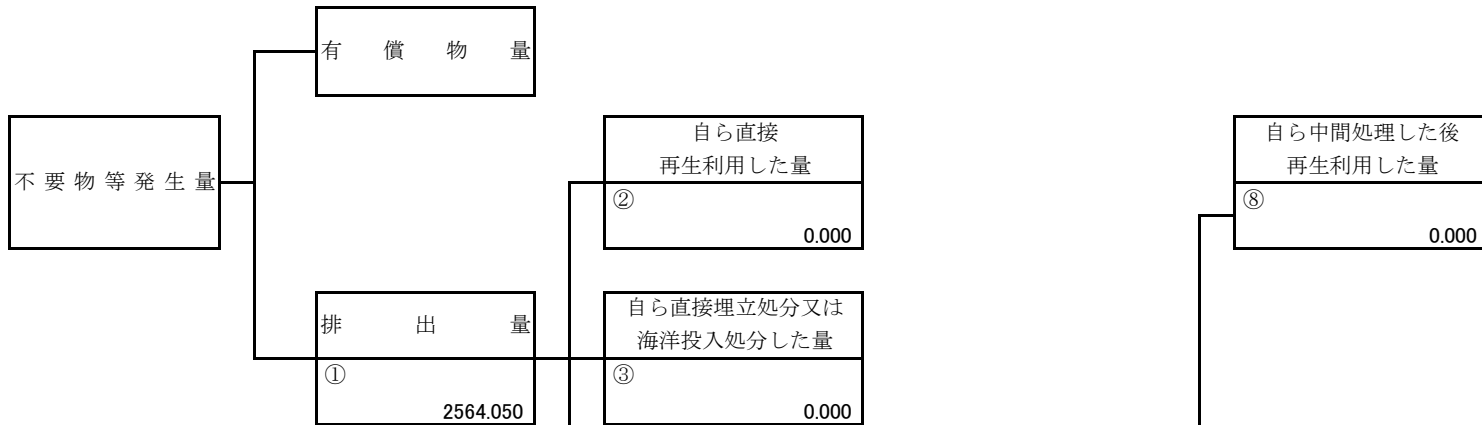 有償物量
不要物等発生量
自ら直接
再生利用した量
②
0.000
自ら中間処理した後
再生利用した量
⑧
0.000
排出量
①
2564.050
自ら直接埋立処分又は
海洋投入処分した量
③
0.000